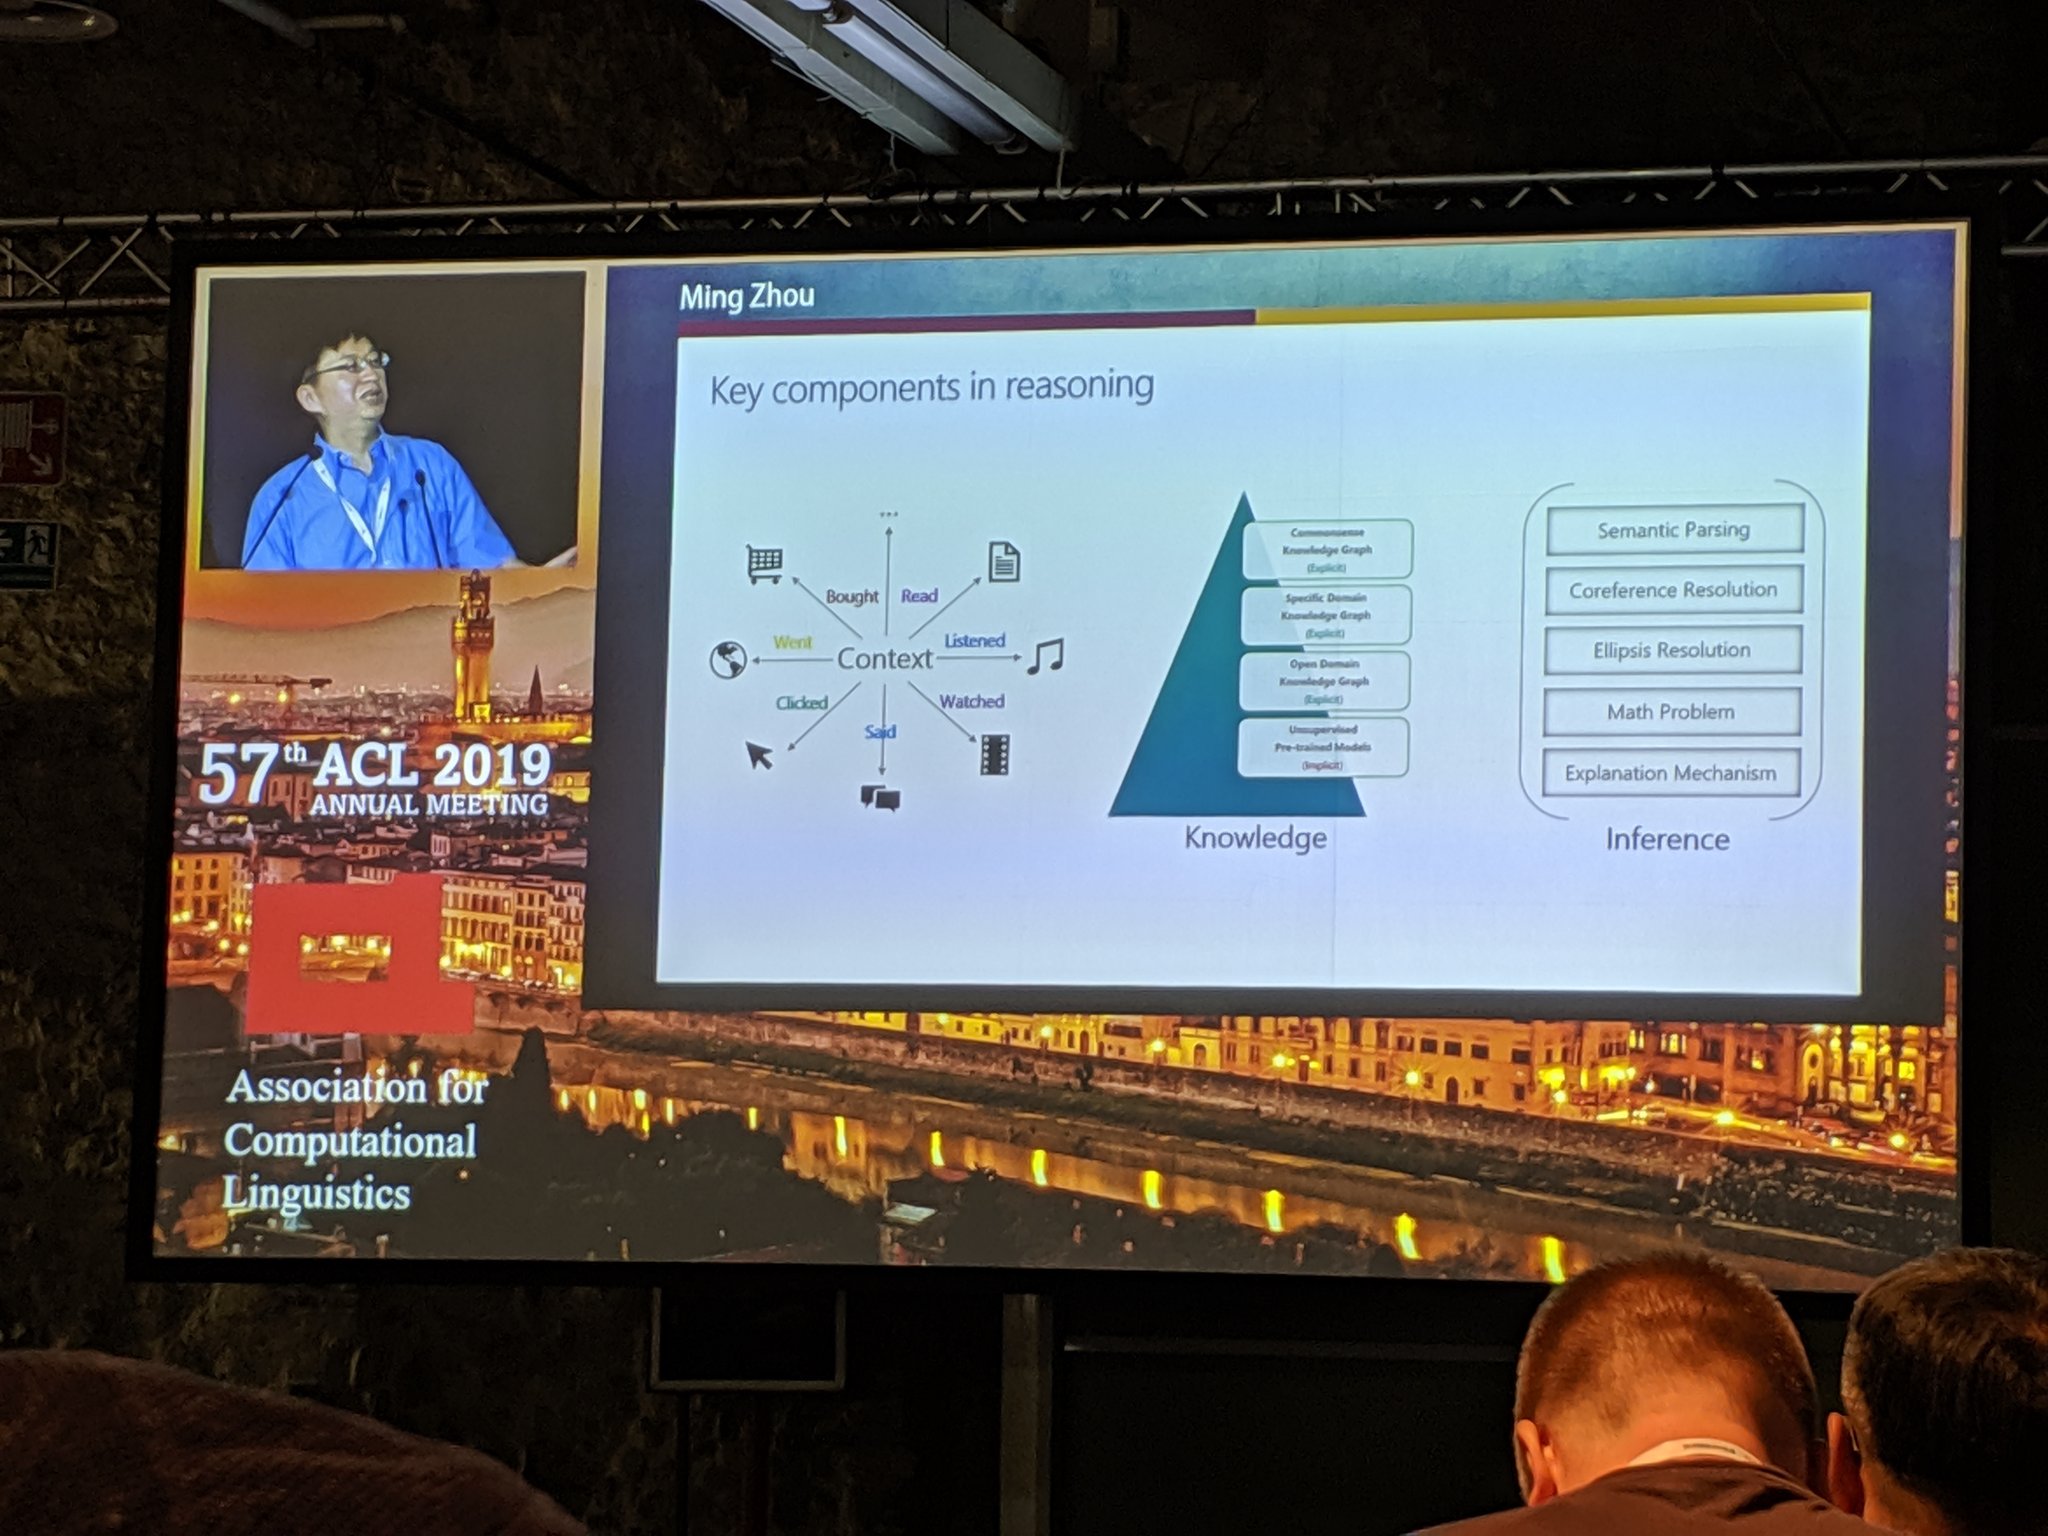 Ming Zhou
Key components in reasoning
...
Bought
Read
Went
Listened
Context
Clicked
Watched
Said
Commonsense
Knowledge Graph
(Explicit)
Specific Domain
Knowledge Graph
(Explicit)
Open Domain
Knowledge Graph
(Explicit)
Unsupervised
Pre-trained Models
(Implicit)
Knowledge
Semantic Parsing
Coreference Resolution
Ellipsis Resolution
Math Problem
Explanation Mechanism
Inference
57th ACL 2019
ANNUAL MEETING
Association for
Computational
Linguistics